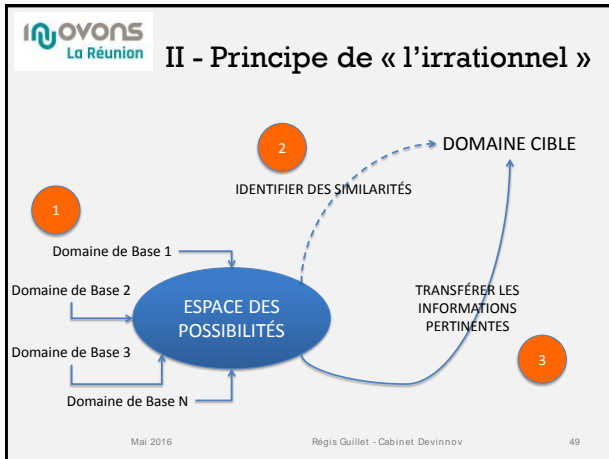 INNOVONS
La Réunion
II - Principe de « l'irrationnel »
2
DOMAINE CIBLE
IDENTIFIER DES SIMILARITÉS
1
Domaine de Base 1
Domaine de Base 2
ESPACE DES
POSSIBILITÉS
TRANSFÉRER LES
INFORMATIONS
PERTINENTES
Domaine de Base 3
3
Domaine de Base N
Mai 2016
Régis Guillet - Cabinet Devinnov
49